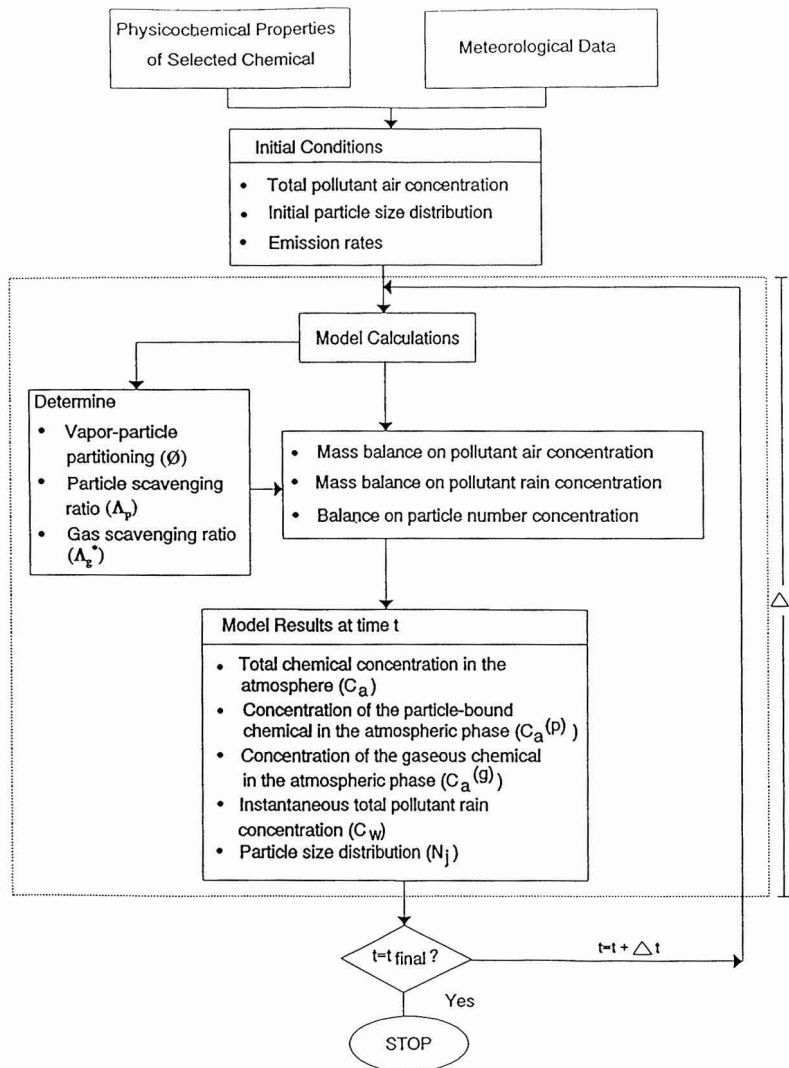 Physicochemical Properties
of Selected Chemical
Meteorological Data
Initial Conditions
• Total pollutant air concentration
• Initial particle size distribution
• Emission rates
Model Calculations
Determine
• Vapor-particle
partitioning (Ø)
• Particle scavenging
ratio (Λp)
• Gas scavenging ratio
(Λg*)
• Mass balance on pollutant air concentration
• Mass balance on pollutant rain concentration
• Balance on particle number concentration
△
Model Results at time t
• Total chemical concentration in the
atmosphere (Ca)
• Concentration of the particle-bound
chemical in the atmospheric phase (Ca(p) )
• Concentration of the gaseous chemical
in the atmospheric phase (Ca(g))
• Instantaneous total pollutant rain
concentration (Cw)
• Particle size distribution (Nj)
t=t final ?
t=t + △ t
Yes
STOP